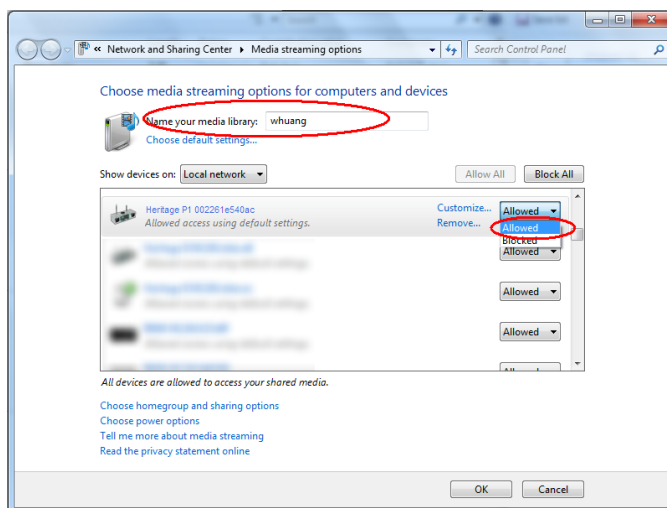 « Network and Sharing Center ▸ Media streaming options
Search Control Panel
Choose media streaming options for computers and devices
Name your media library: whuang
Choose default settings...
Show devices on: Local network
Allow All
Block All
Heritage P1 002261e540ac
Allowed access using default settings.
Customize...
Remove...
Allowed
Allowed
Blocked
Allowed
Allowed
Allowed
All devices are allowed to access your shared media.
Choose homegroup and sharing options
Choose power options
Tell me more about media streaming
Read the privacy statement online
OK
Cancel